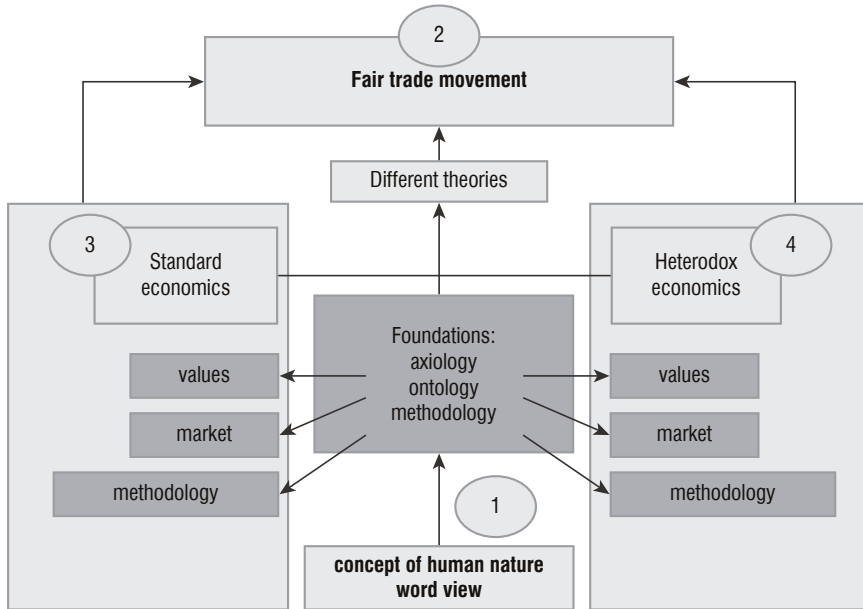 2
Fair trade movement
Different theories
3
Standard
economics
4
Heterodox
economics
Foundations:
axiology
ontology
methodology
values
market
methodology
values
market
methodology
1
concept of human nature
word view